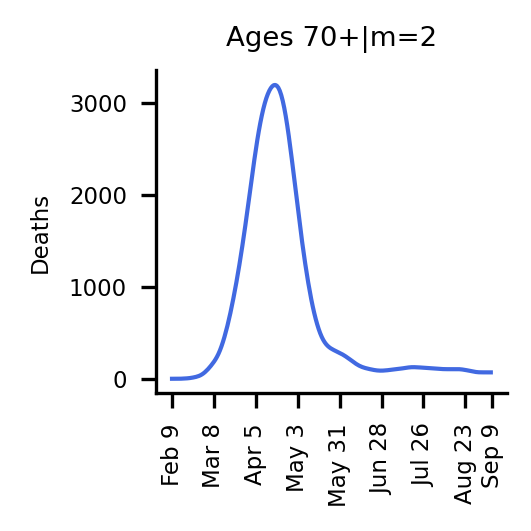 Ages 70+|m=2
Deaths
3000
2000
1000
0
Feb 9
Mar 8
Apr 5
May 3
May 31
Jun 28
Jul 26
Aug 23
Sep 9